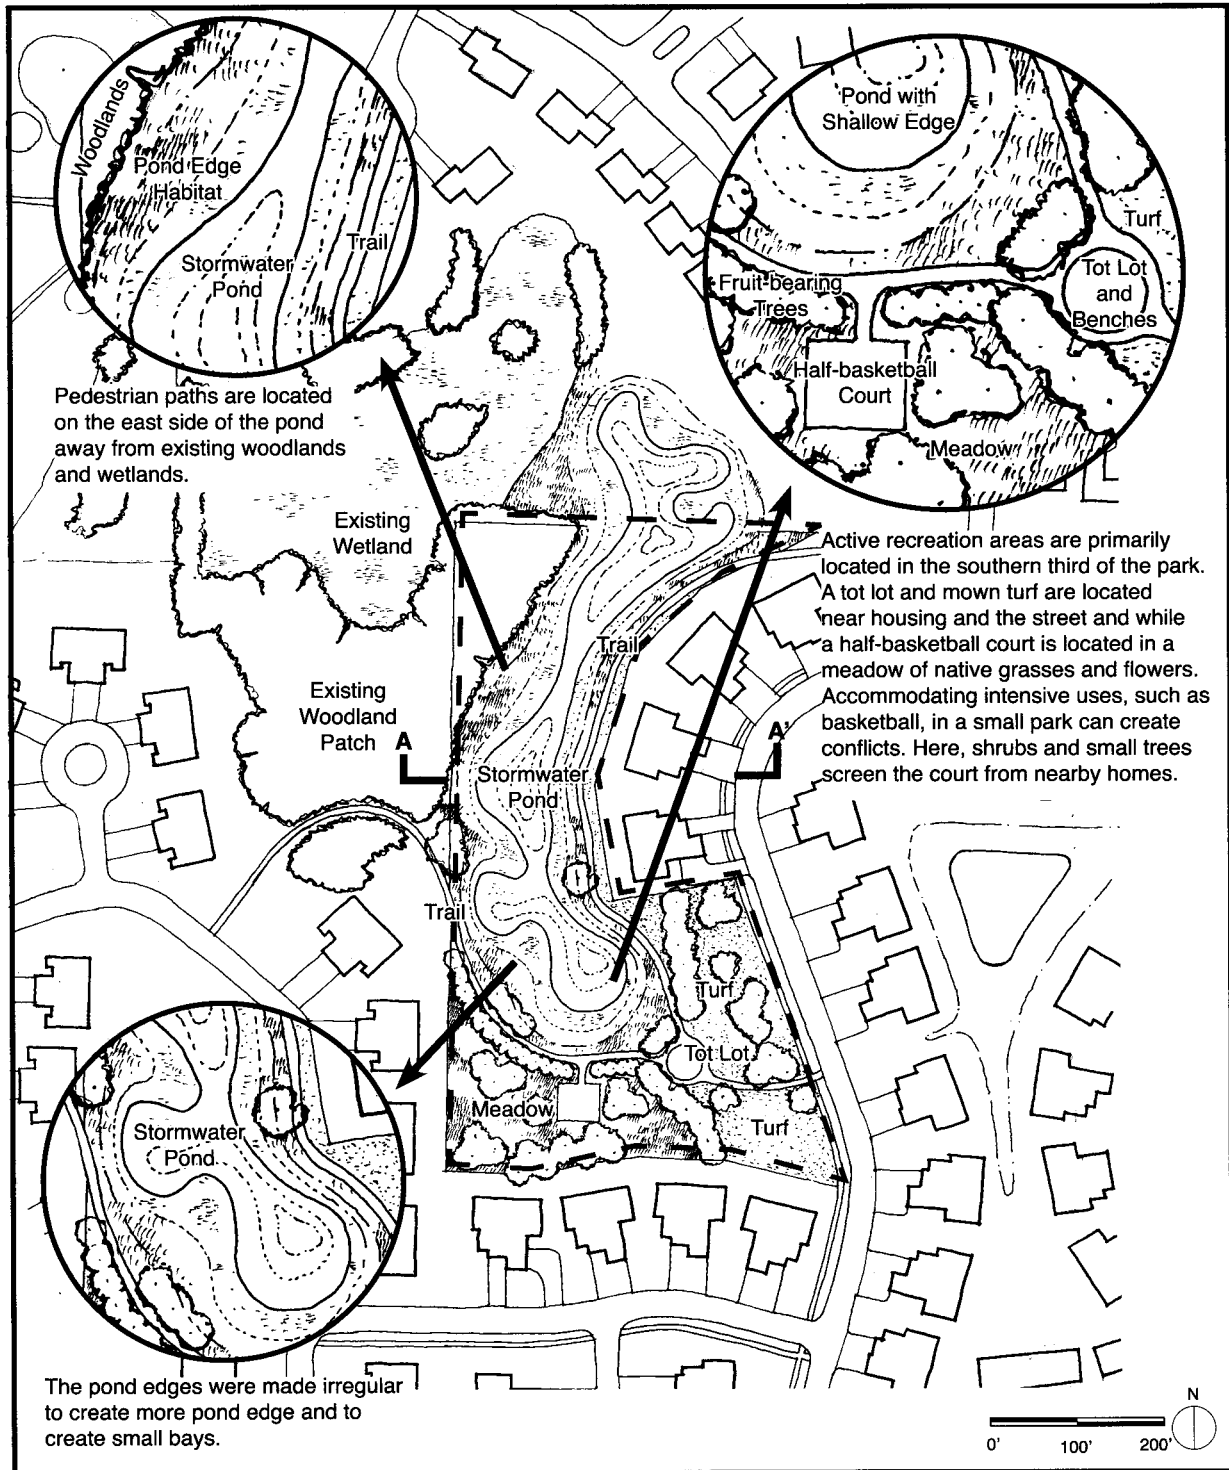 Woodlands
Pond Edge
Habitat
Stormwater
Pond
Trail
Pedestrian paths are located
on the east side of the pond
away from existing woodlands
and wetlands.
Pond with
Shallow Edge
Turf
Fruit-bearing
Trees
Tot Lot
and
Benches
Half-basketball
Court
Meadow
Active recreation areas are primarily
located in the southern third of the park.
A tot lot and mown turf are located
near housing and the street and while
a half-basketball court is located in a
meadow of native grasses and flowers.
Accommodating intensive uses, such as
basketball, in a small park can create
conflicts. Here, shrubs and small trees
screen the court from nearby homes.
Existing
Wetland
Trail
Existing
Woodland
Patch
A
A'
Stormwater
Pond
Trail
Turf
Tot Lot
Meadow
Turf
Stormwater
Pond
The pond edges were made irregular
to create more pond edge and to
create small bays.
N
0' 100' 200'